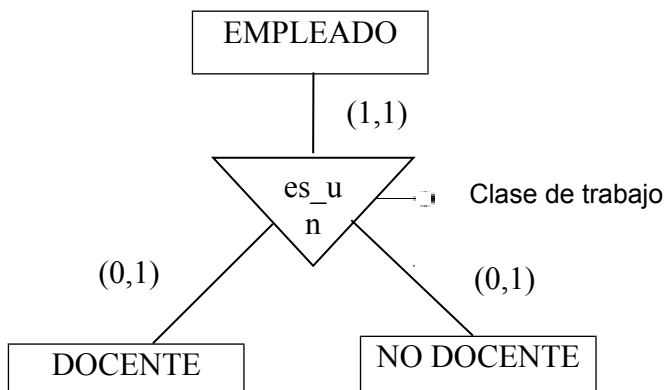 EMPLEADO
(1,1)
es_u
n
Clase de trabajo
(0,1)
(0,1)
DOCENTE
NO DOCENTE